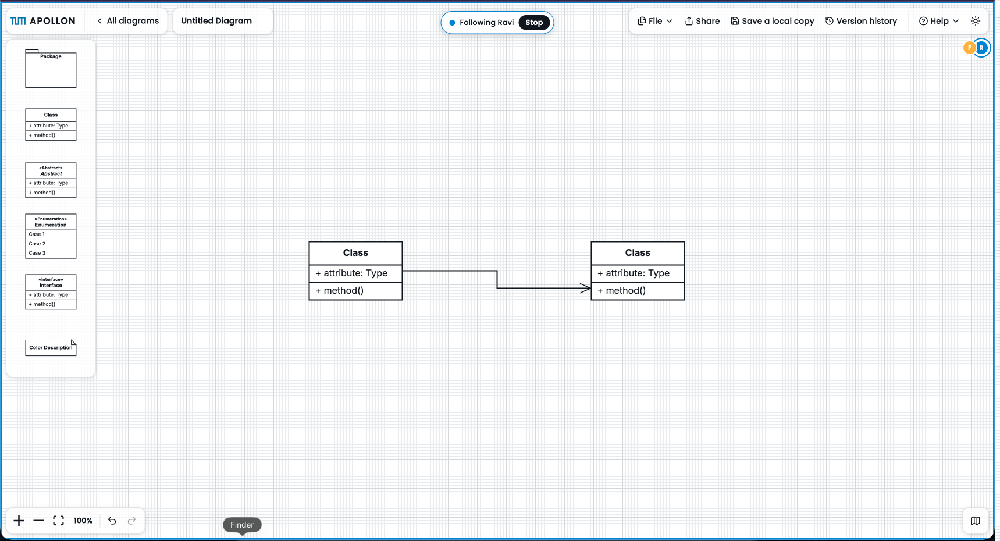 TUM APOLLON
All diagrams
Untitled Diagram
Following Ravi
Stop
File
Share
Save a local copy
Version history
Help
F
R
Package
Class
+ attribute: Type
+ method()
«Abstract»
Abstract
+ attribute: Type
+ method()
«Enumeration»
Enumeration
Case 1
Case 2
Case 3
«Interface»
Interface
+ attribute: Type
+ method()
Color Description
Class
+ attribute: Type
+ method()
Class
+ attribute: Type
+ method()
100%
Finder